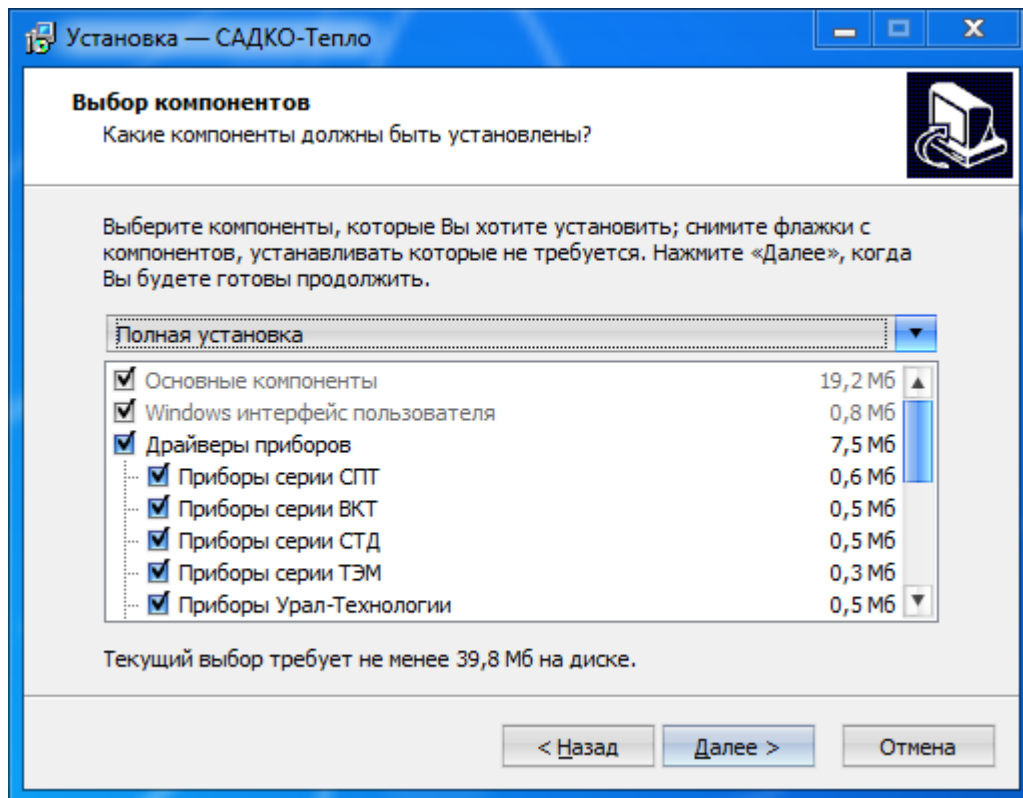 Установка — САДКО-Тепло
Выбор компонентов
Какие компоненты должны быть установлены?
Выберите компоненты, которые Вы хотите установить; снимите флажки с
компонентов, устанавливать которые не требуется. Нажмите «Далее», когда
Вы будете готовы продолжить.
Полная установка
Основные компоненты 19,2 Мб
Windows интерфейс пользователя 0,8 Мб
Драйверы приборов 7,5 Мб
Приборы серии СПТ 0,6 Мб
Приборы серии ВКТ 0,5 Мб
Приборы серии СТД 0,5 Мб
Приборы серии ТЭМ 0,3 Мб
Приборы Урал-Технологии 0,5 Мб
Текущий выбор требует не менее 39,8 Мб на диске.
< Назад Далее > Отмена